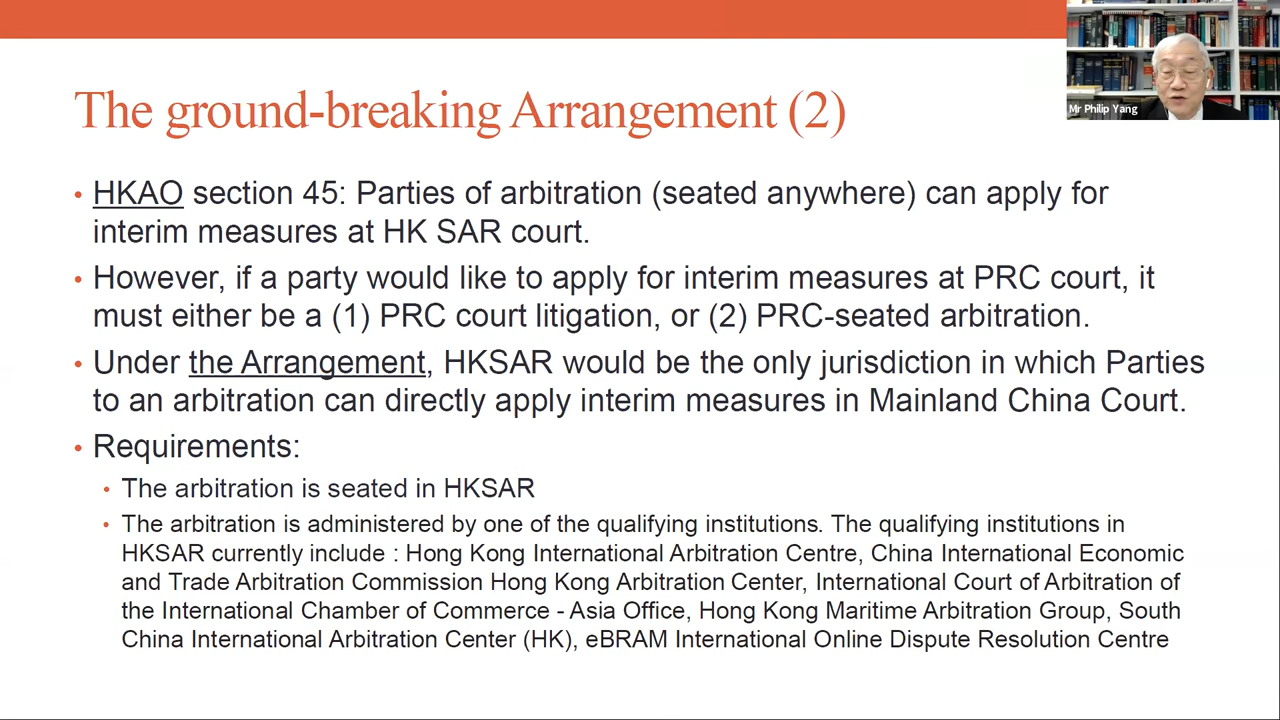 The ground-breaking Arrangement (2)
Mr Philip Yang
• HKAO section 45: Parties of arbitration (seated anywhere) can apply for
interim measures at HK SAR court.
• However, if a party would like to apply for interim measures at PRC court, it
must either be a (1) PRC court litigation, or (2) PRC-seated arbitration.
• Under the Arrangement, HKSAR would be the only jurisdiction in which Parties
to an arbitration can directly apply interim measures in Mainland China Court.
• Requirements:
• The arbitration is seated in HKSAR
• The arbitration is administered by one of the qualifying institutions. The qualifying institutions in
HKSAR currently include : Hong Kong International Arbitration Centre, China International Economic
and Trade Arbitration Commission Hong Kong Arbitration Center, International Court of Arbitration of
the International Chamber of Commerce - Asia Office, Hong Kong Maritime Arbitration Group, South
China International Arbitration Center (HK), eBRAM International Online Dispute Resolution Centre